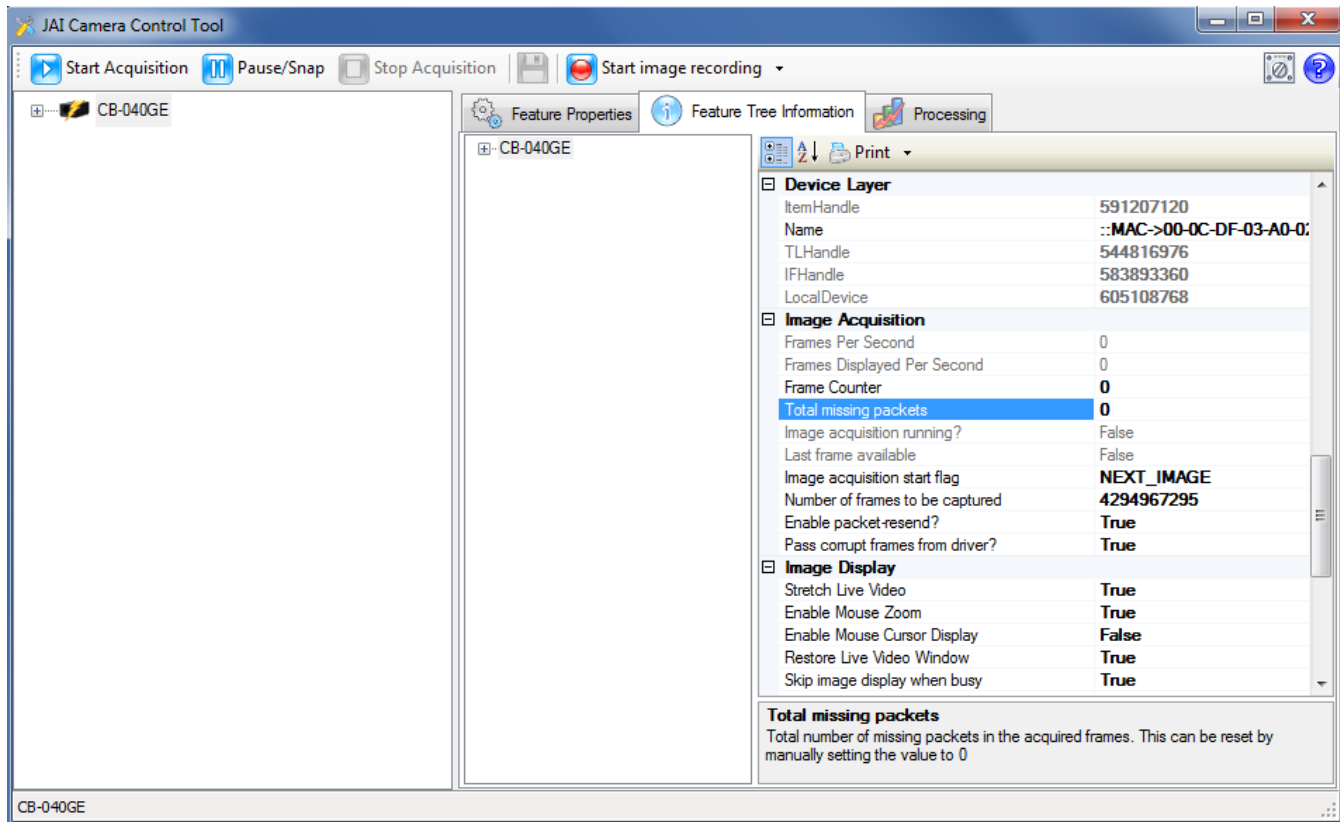 JAI Camera Control Tool
Start Acquisition Pause/Snap Stop Acquisition Start image recording
CB-040GE
Feature Properties Feature Tree Information Processing
CB-040GE
Print
Device Layer
ItemHandle 591207120
Name ::MAC->00-0C-DF-03-A0-02
TLHandle 544816976
IFHandle 583893360
LocalDevice 605108768
Image Acquisition
Frames Per Second 0
Frames Displayed Per Second 0
Frame Counter 0
Total missing packets 0
Image acquisition running? False
Last frame available False
Image acquisition start flag NEXT_IMAGE
Number of frames to be captured 4294967295
Enable packet-resend? True
Pass corrupt frames from driver? True
Image Display
Stretch Live Video True
Enable Mouse Zoom True
Enable Mouse Cursor Display False
Restore Live Video Window True
Skip image display when busy True
Total missing packets
Total number of missing packets in the acquired frames. This can be reset by
manually setting the value to 0
CB-040GE